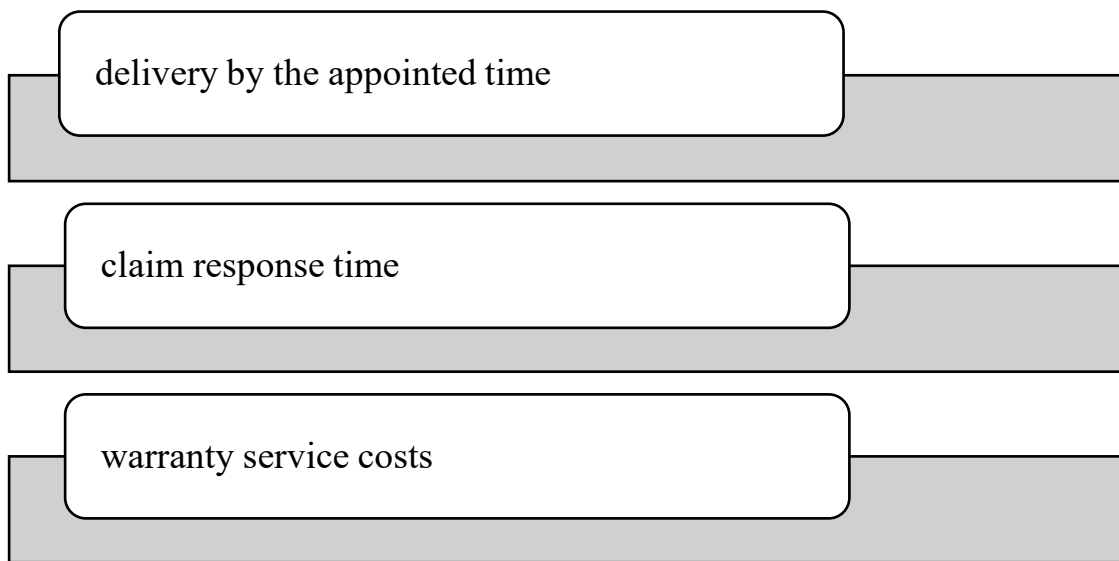 delivery by the appointed time
claim response time
warranty service costs